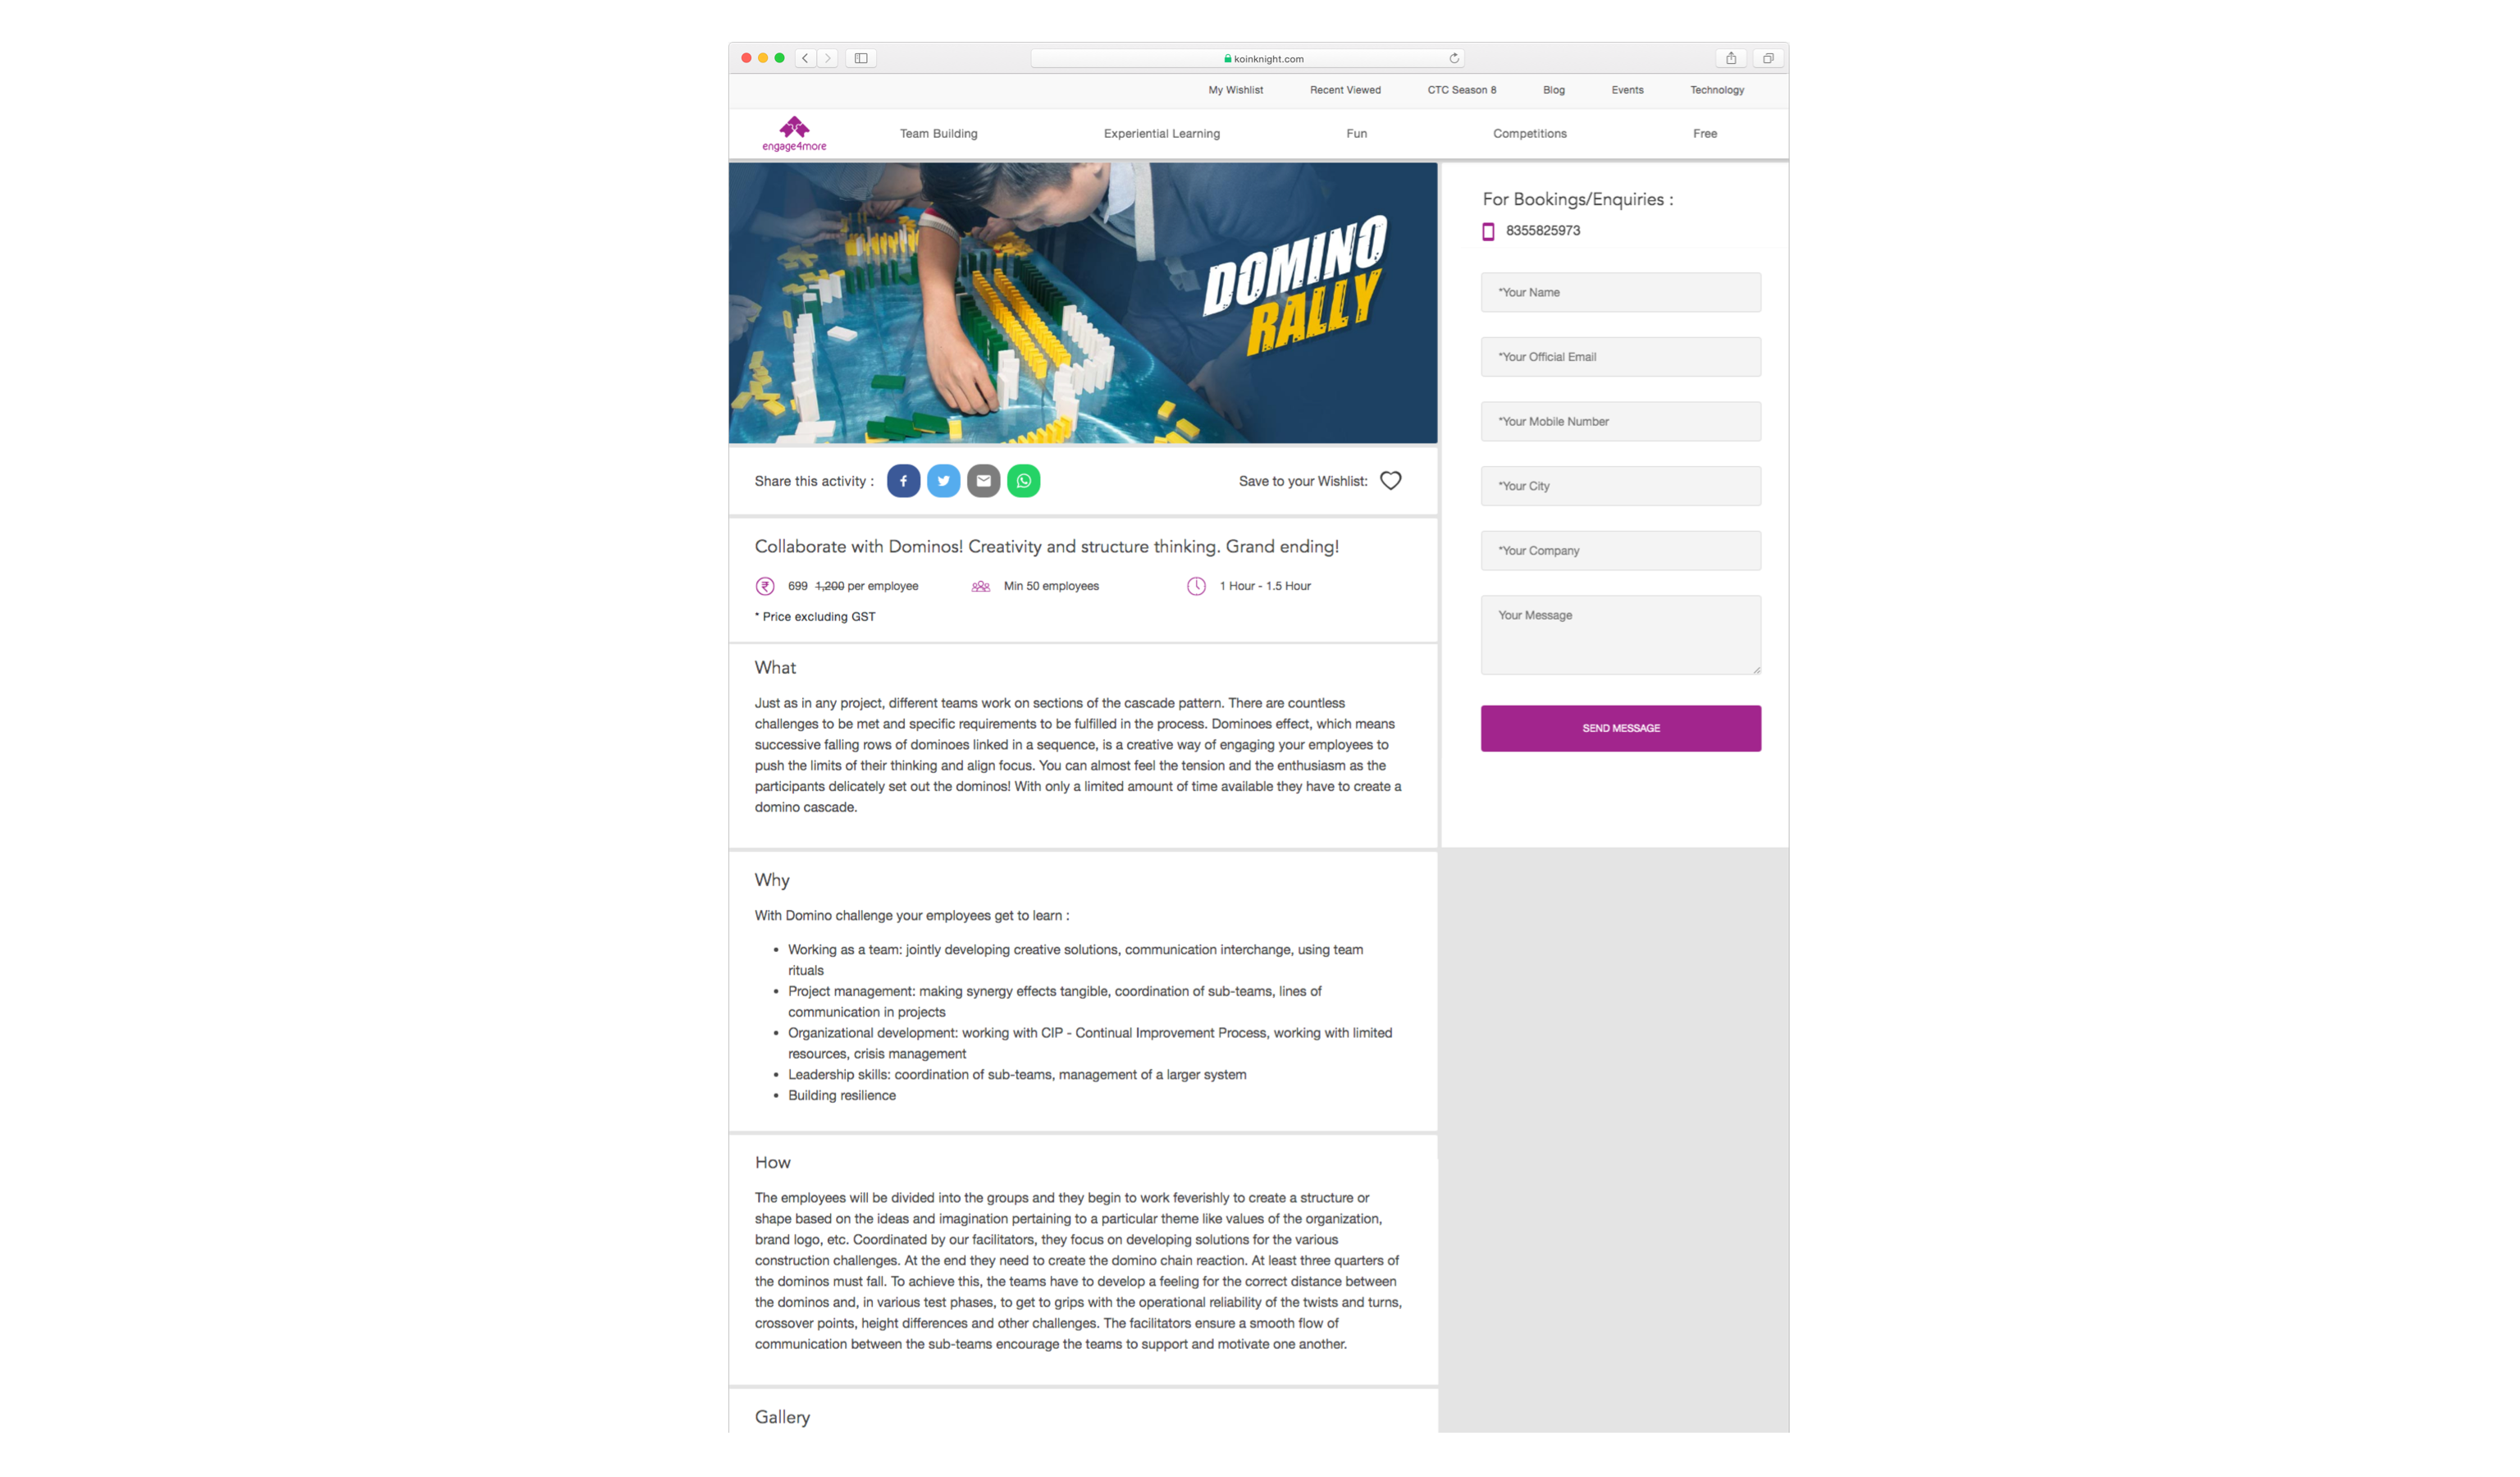 koinknight.com
My Wishlist Recent Viewed CTC Season 8 Blog Events Technology
engage4more
Team Building Experiential Learning Fun Competitions Free
DOMINO
RALLY
For Bookings/Enquiries :
8355825973
*Your Name
*Your Official Email
*Your Mobile Number
*Your City
*Your Company
Your Message
SEND MESSAGE
Share this activity :
Save to your Wishlist:
Collaborate with Dominos! Creativity and structure thinking. Grand ending!
699 1,200 per employee Min 50 employees 1 Hour - 1.5 Hour
* Price excluding GST
What
Just as in any project, different teams work on sections of the cascade pattern. There are countless
challenges to be met and specific requirements to be fulfilled in the process. Dominoes effect, which means
successive falling rows of dominoes linked in a sequence, is a creative way of engaging your employees to
push the limits of their thinking and align focus. You can almost feel the tension and the enthusiasm as the
participants delicately set out the dominos! With only a limited amount of time available they have to create a
domino cascade.
Why
With Domino challenge your employees get to learn :
• Working as a team: jointly developing creative solutions, communication interchange, using team
rituals
• Project management: making synergy effects tangible, coordination of sub-teams, lines of
communication in projects
• Organizational development: working with CIP - Continual Improvement Process, working with limited
resources, crisis management
• Leadership skills: coordination of sub-teams, management of a larger system
• Building resilience
How
The employees will be divided into the groups and they begin to work feverishly to create a structure or
shape based on the ideas and imagination pertaining to a particular theme like values of the organization,
brand logo, etc. Coordinated by our facilitators, they focus on developing solutions for the various
construction challenges. At the end they need to create the domino chain reaction. At least three quarters of
the dominos must fall. To achieve this, the teams have to develop a feeling for the correct distance between
the dominos and, in various test phases, to get to grips with the operational reliability of the twists and turns,
crossover points, height differences and other challenges. The facilitators ensure a smooth flow of
communication between the sub-teams encourage the teams to support and motivate one another.
Gallery